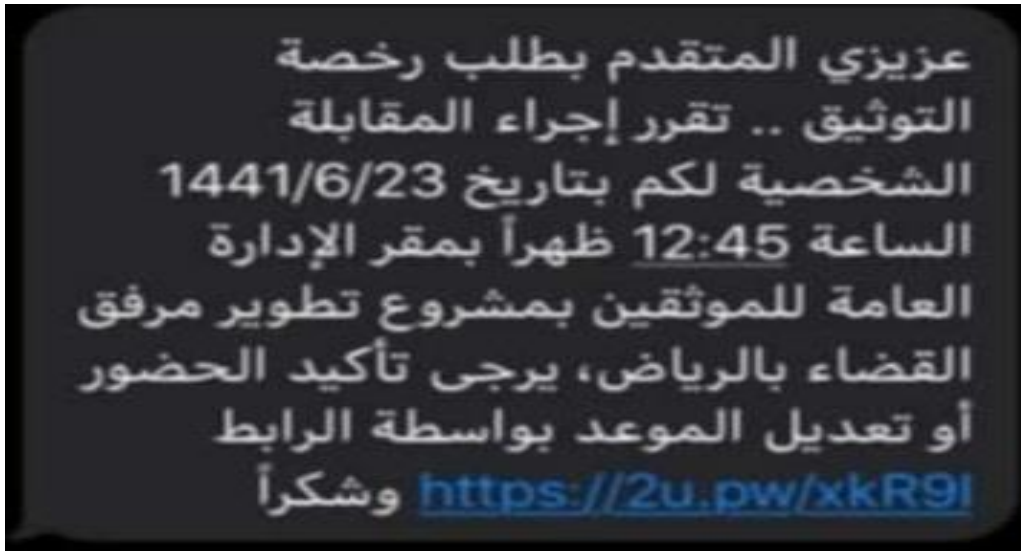 عزيزي المتقدم بطلب رخصة
التوثيق .. تقرر إجراء المقابلة
الشخصية لكم بتاريخ 1441/6/23
الساعة 12:45 ظهراً بمقر الإدارة
العامة للموثقين بمشروع تطوير مرفق
القضاء بالرياض، يرجى تأكيد الحضور
أو تعديل الموعد بواسطة الرابط
https://2u.pw/xkR9l وشكراً